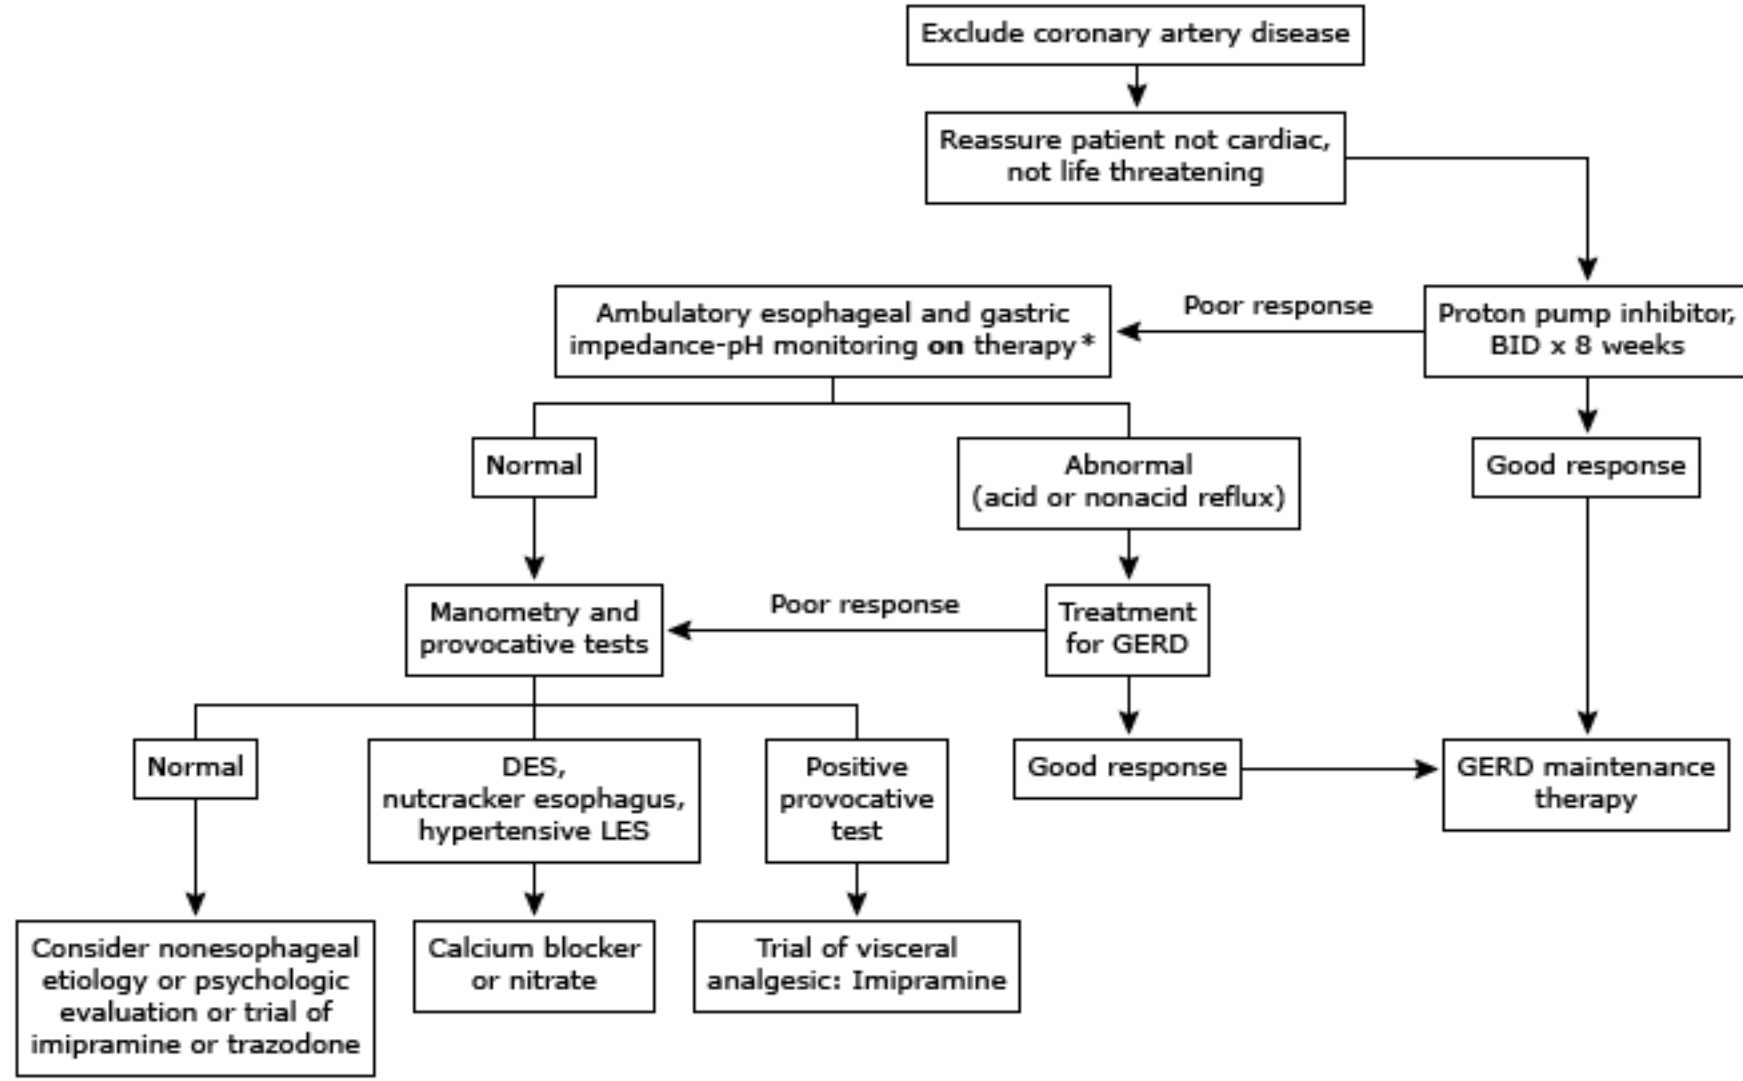 Exclude coronary artery disease
Reassure patient not cardiac,
not life threatening
Ambulatory esophageal and gastric
impedance-pH monitoring on therapy*
Poor response
Proton pump inhibitor,
BID x 8 weeks
Normal
Abnormal
(acid or nonacid reflux)
Good response
Manometry and
provocative tests
Poor response
Treatment
for GERD
Normal
DES,
nutcracker esophagus,
hypertensive LES
Positive
provocative
test
Good response
GERD maintenance
therapy
Consider nonesophageal
etiology or psychologic
evaluation or trial of
imipramine or trazodone
Calcium blocker
or nitrate
Trial of visceral
analgesic: Imipramine